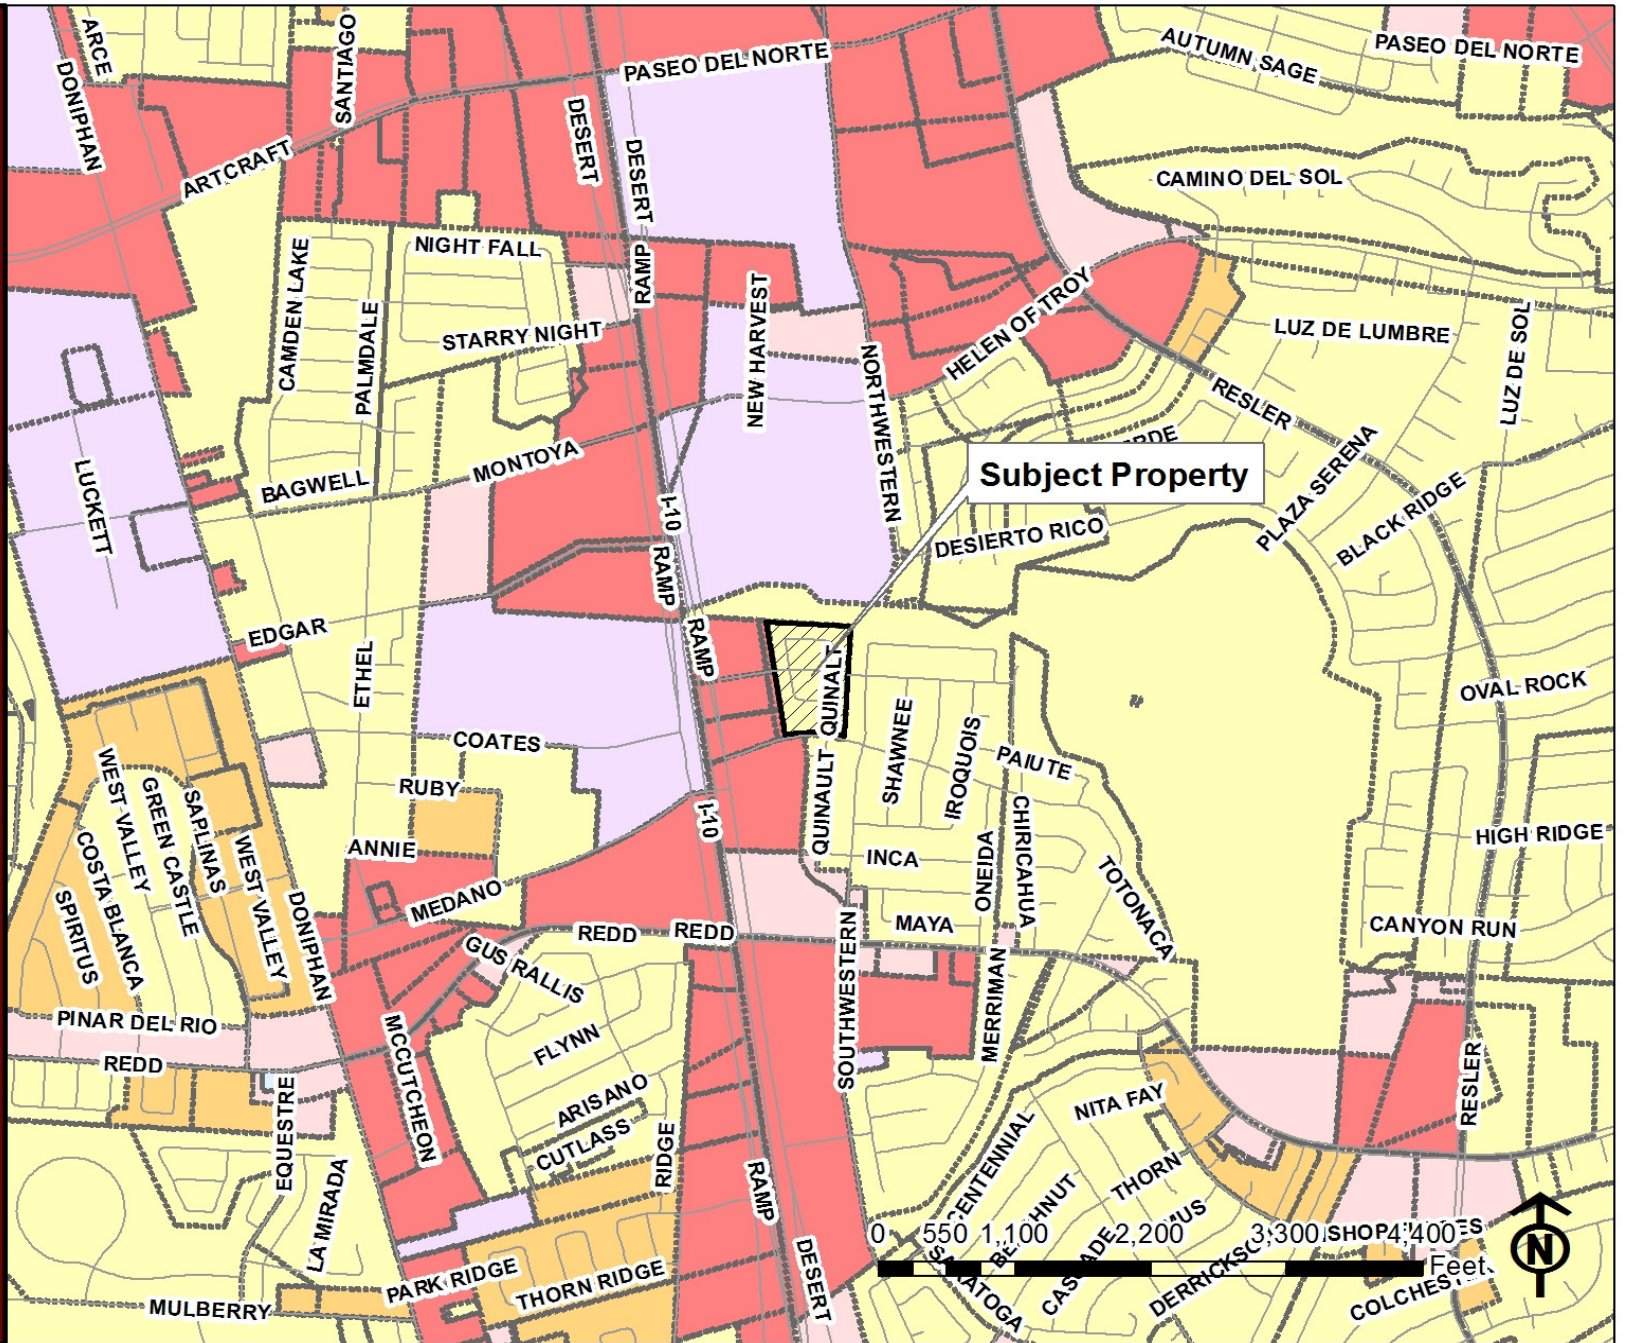 ARCE
SANTIAGO
PASEO DEL NORTE
AUTUMN SAGE
PASEO DEL NORTE
DONIPHAN
DESERT
DESERT
ARTCRAFT
CAMINO DEL SOL
NIGHT FALL
RAMP
CAMDEN LAKE
PALMDALE
STARRY NIGHT
NEW HARVEST
HELEN OF TROY
LUZ DE LUMBRE
LUZ DE SOL
NORTHWESTERN
RESLER
PLAZA SERENA
Subject Property
LUCKETT
BAGWELL
MONTOYA
I-10
BLACK RIDGE
DESIERTO RICO
RAMP
EDGAR
ETHEL
RAMP
QUINALT
OVAL ROCK
COATES
SHAWNEE
IROQUOIS
PAIUTE
WEST VALLEY
GREEN CASTLE
SAPLINAS
RUBY
I-10
QUINAULT
CHIRICAHUA
HIGH RIDGE
COSTA BLANCA
WEST VALLEY
ANNIE
INCA
ONEIDA
TOTONACA
SPIRITUS
DONIPHAN
MEDANO
MAYA
CANYON RUN
REDD
REDD
GUS RALLIS
SOUTHWESTERN
MERRIMAN
PINAR DEL RIO
REDD
MCCUTCHEON
FLYNN
ARISANO
CUTLASS
RIDGE
NITA FAY
RESLER
EQUESTRE
LA MIRADA
RAMP
CENTENNIAL
THORN
0 550 1,100 2,200 3,300 4,400
Feet
N
PARK RIDGE
THORN RIDGE
DESERT
SARATOGA
MULBERRY